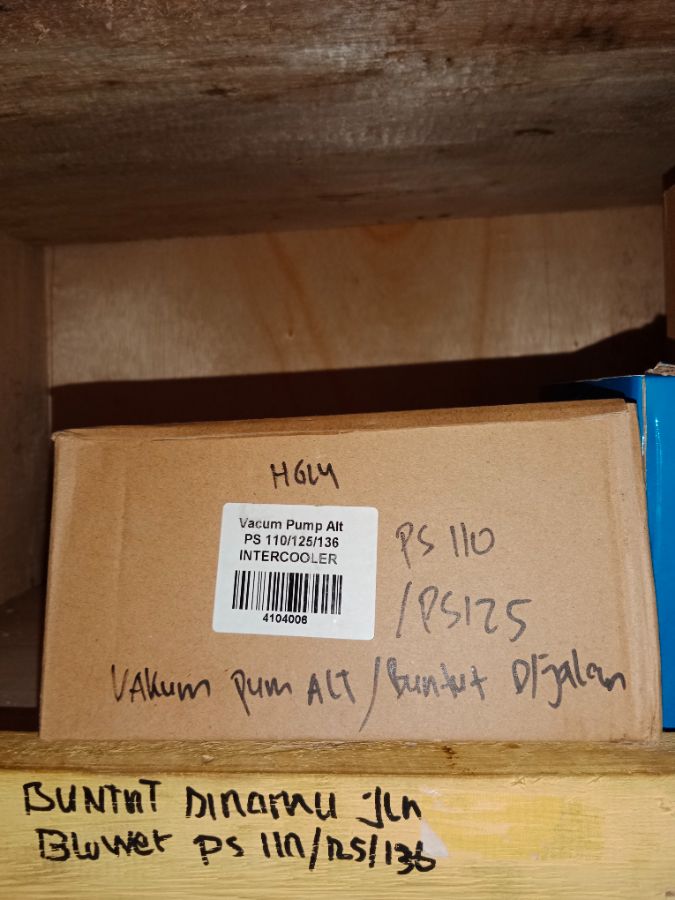 HGLY
Vacum Pump Alt
PS 110/125/136
INTERCOOLER
4104006
PS 110
/PS125
VAKum pum ALT/Buntut D/jalan
BUNTUT DINAMU jln
Bluwer PS 110/125/136